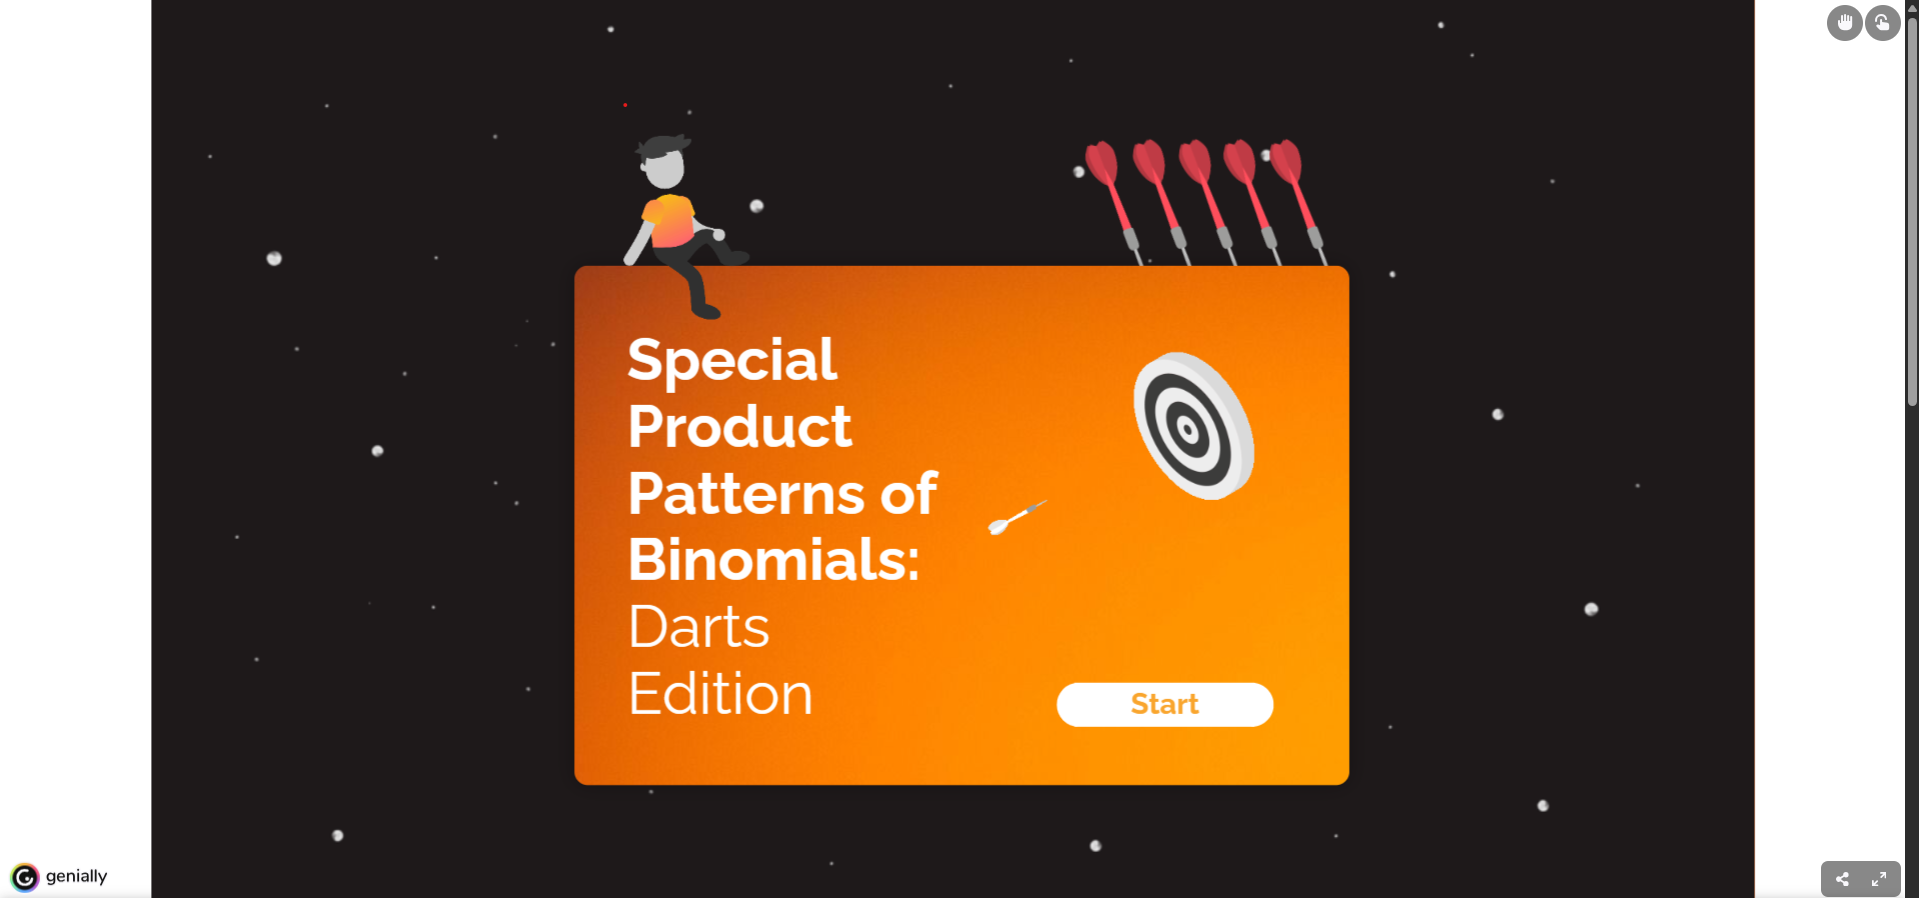 Special
Product
Patterns of
Binomials:
Darts
Edition
Start
genially